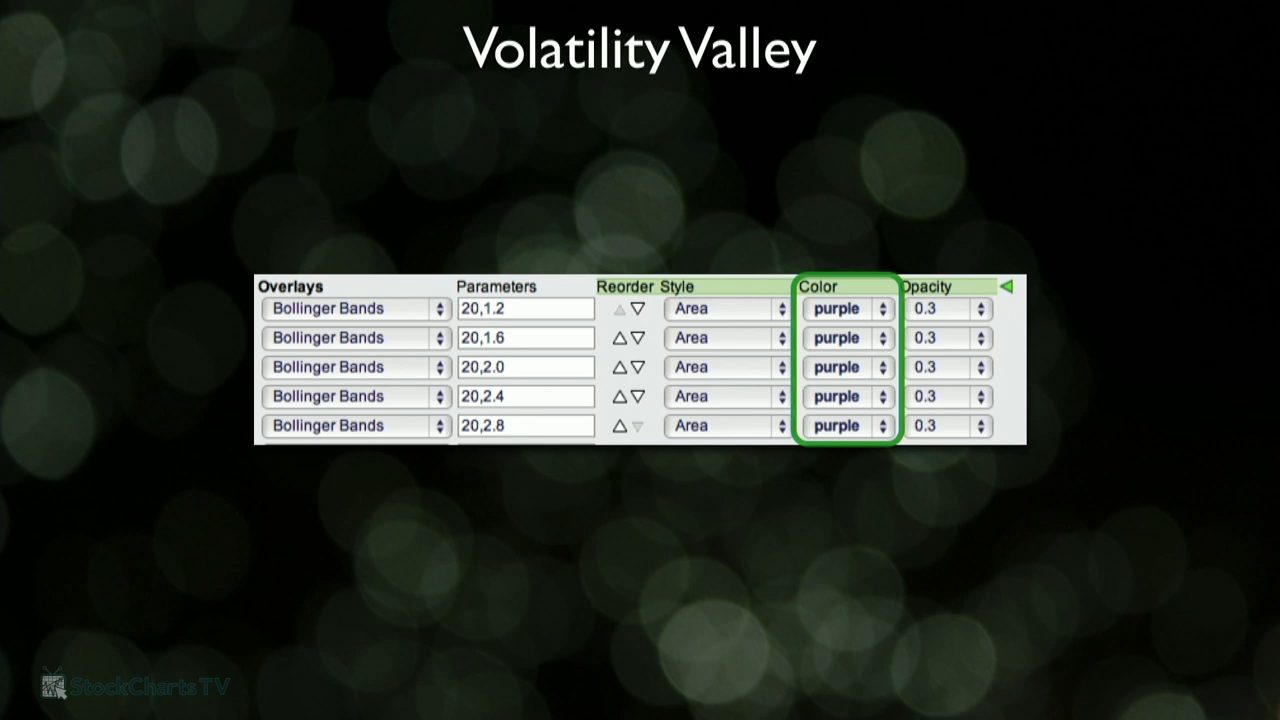 Volatility Valley
Overlays Parameters Reorder Style Color Opacity
Bollinger Bands 20,1.2 Area purple 0.3
Bollinger Bands 20,1.6 Area purple 0.3
Bollinger Bands 20,2.0 Area purple 0.3
Bollinger Bands 20,2.4 Area purple 0.3
Bollinger Bands 20,2.8 Area purple 0.3
StockCharts TV